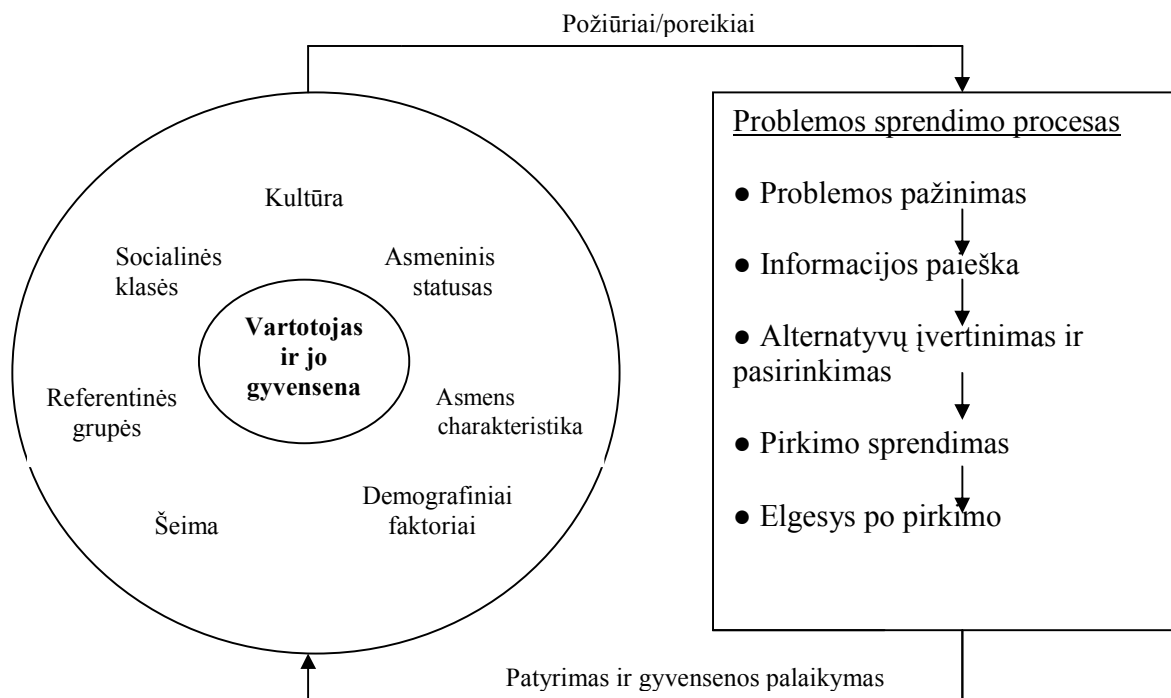 Požiūriai/poreikiai
Kultūra
Socialinės
klasės
Asmeninis
statusas
Vartotojas
ir jo
gyvensena
Referentinės
grupės
Asmens
charakteristika
Šeima
Demografiniai
faktoriai
Problemos sprendimo procesas
● Problemos pažinimas
● Informacijos paieška
● Alternatyvų įvertinimas ir
pasirinkimas
● Pirkimo sprendimas
● Elgesys po pirkimo
Patyrimas ir gyvensenos palaikymas